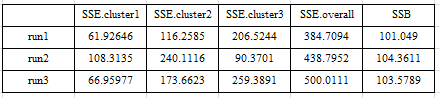 SSE.cluster1 SSE.cluster2 SSE.cluster3 SSE.overall SSB
run1 61.92646 116.2585 206.5244 384.7094 101.049
run2 108.3135 240.1116 90.3701 438.7952 104.3611
run3 66.95977 173.6623 259.3891 500.0111 103.5789